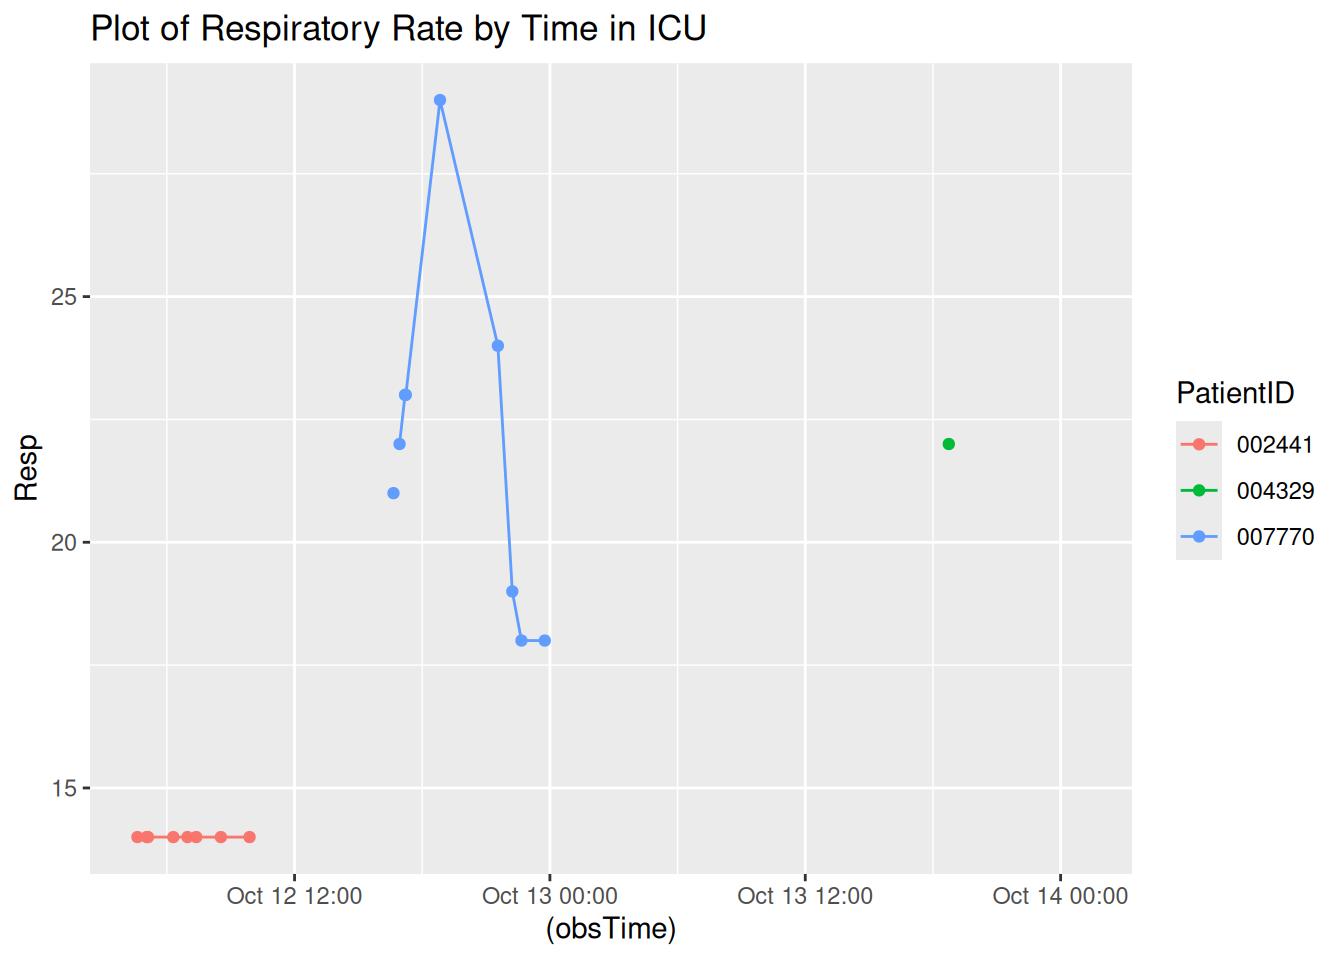 Plot of Respiratory Rate by Time in ICU
Resp
25
20
15
Oct 12 12:00
Oct 13 00:00
Oct 13 12:00
Oct 14 00:00
(obsTime)
PatientID
002441
004329
007770